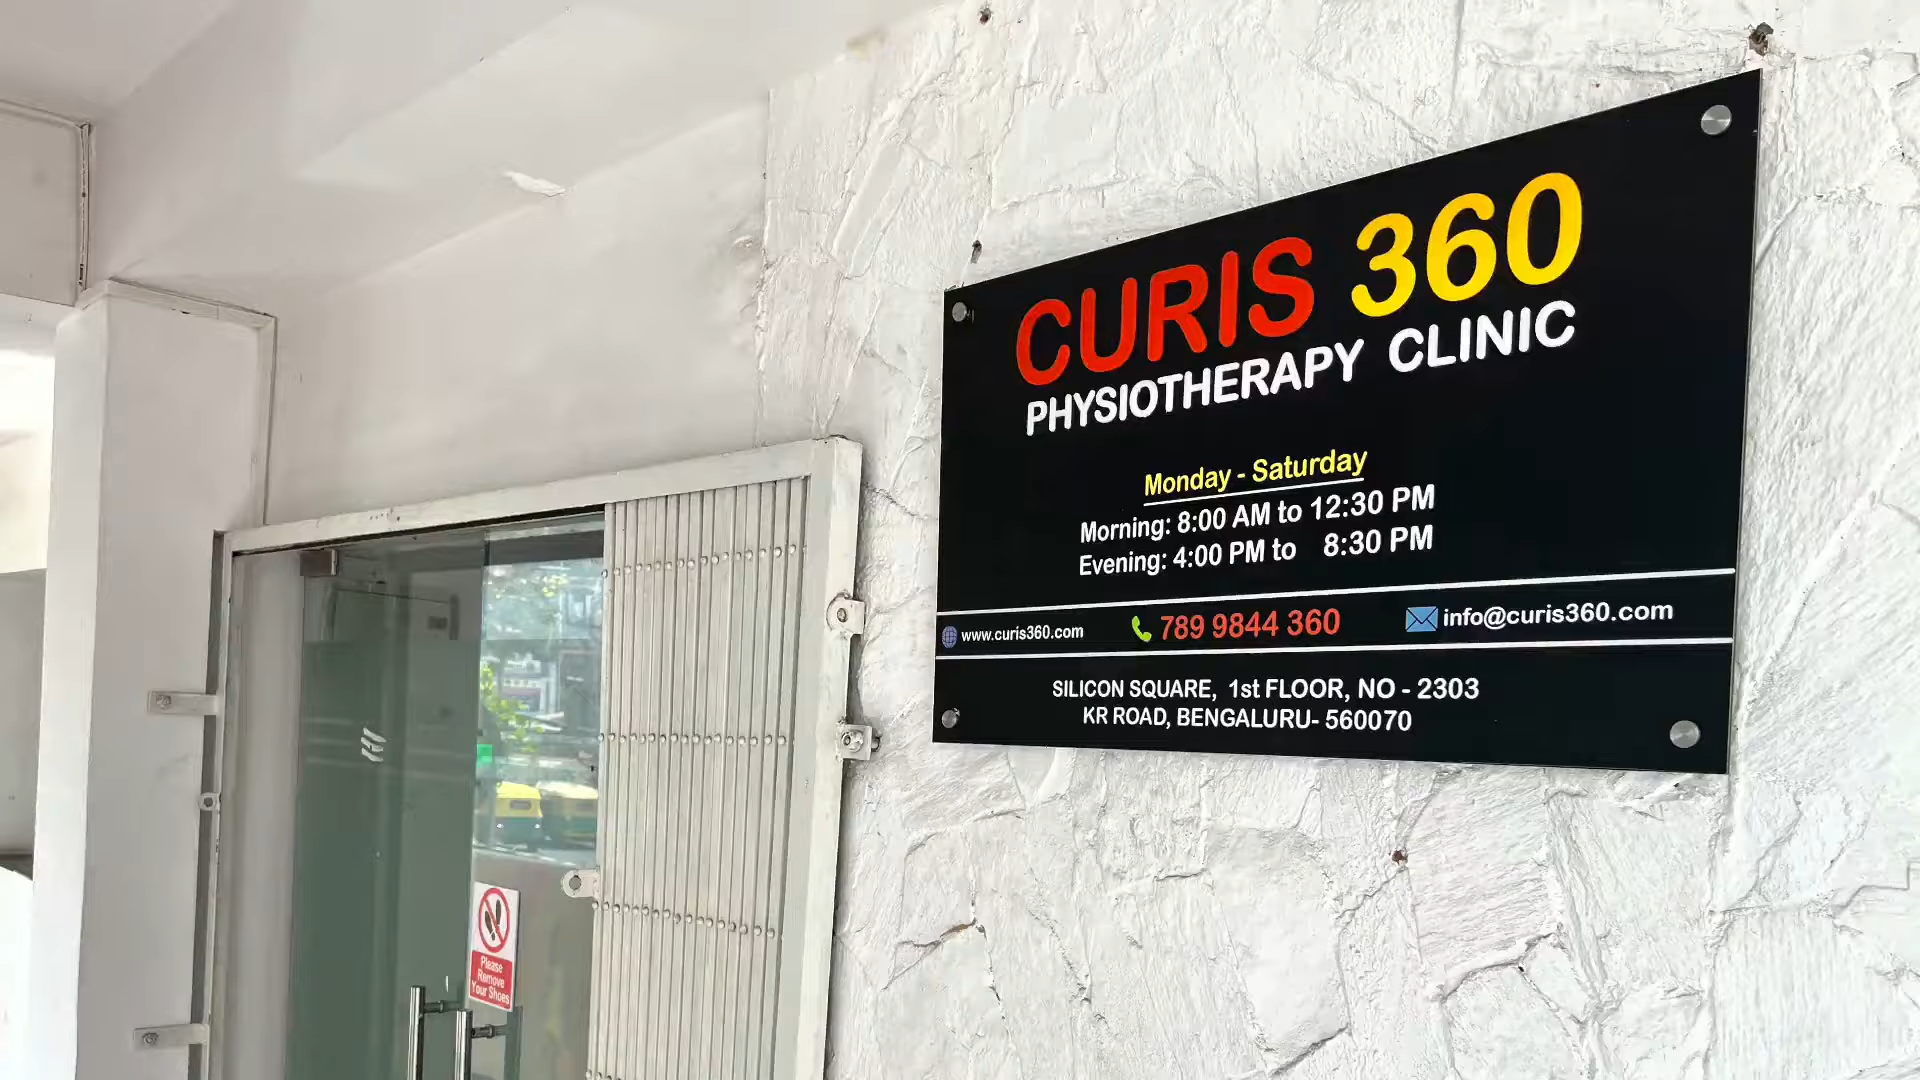 CURIS 360
PHYSIOTHERAPY CLINIC
Monday - Saturday
Morning: 8:00 AM to 12:30 PM
Evening: 4:00 PM to 8:30 PM
www.curis360.com 789 9844 360 info@curis360.com
SILICON SQUARE, 1st FLOOR, NO - 2303
KR ROAD, BENGALURU- 560070
Please
Remove
Your Shoes